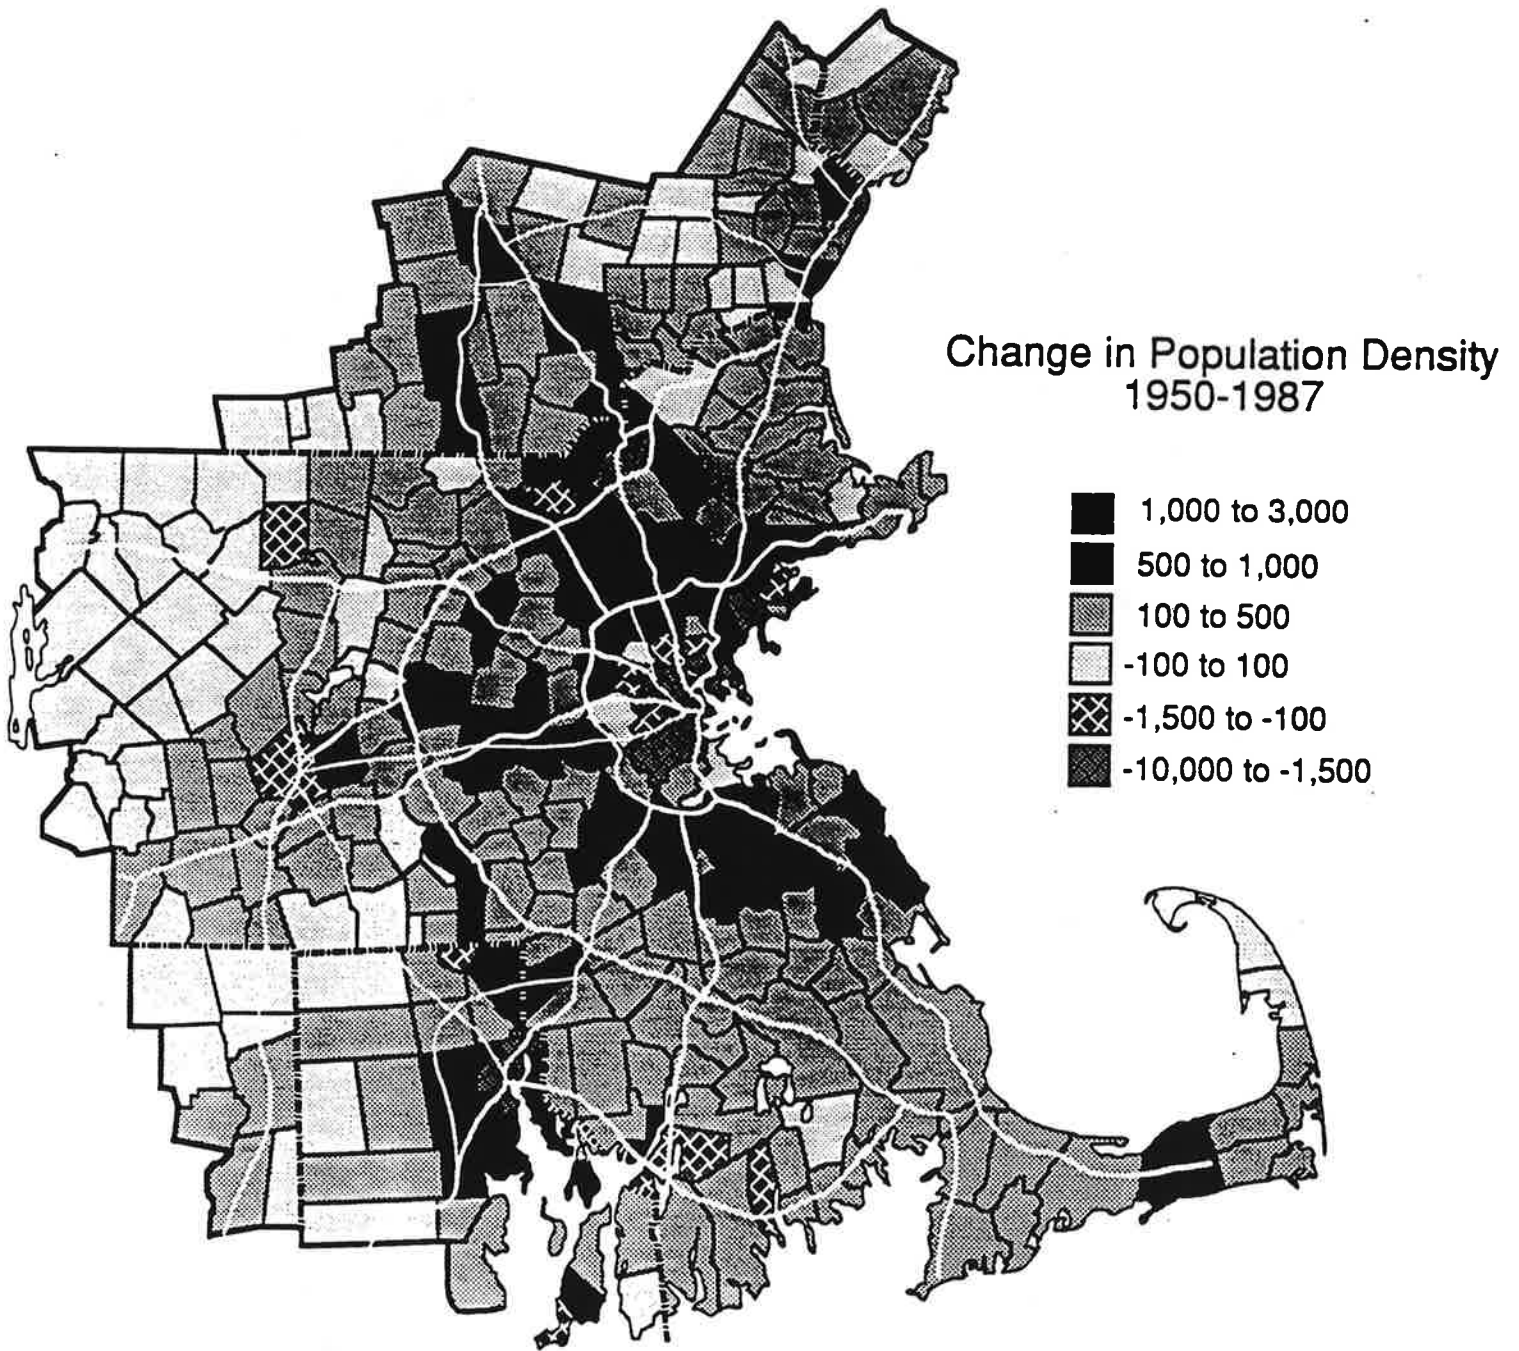 Change in Population Density
1950-1987
1,000 to 3,000
500 to 1,000
100 to 500
-100 to 100
-1,500 to -100
-10,000 to -1,500